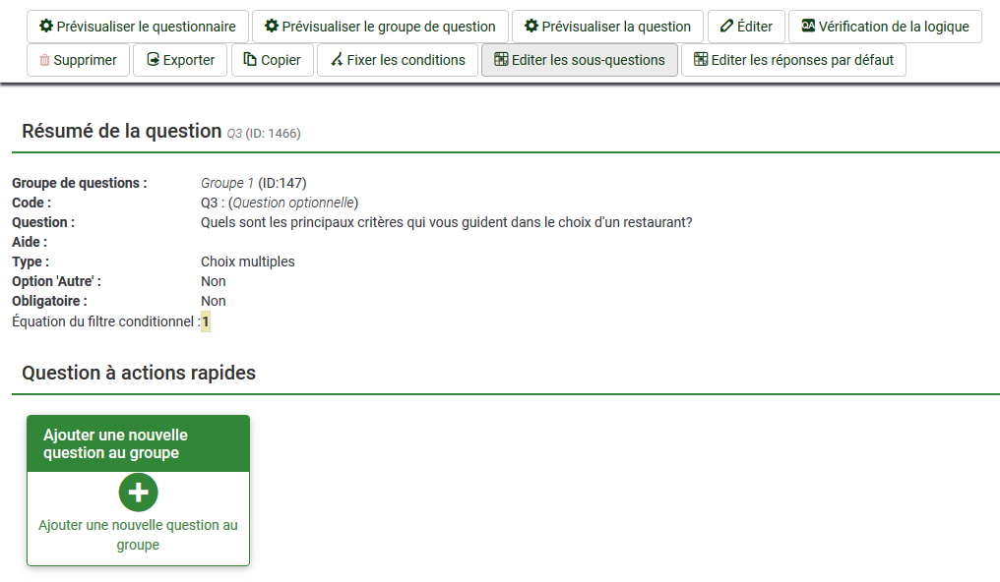 Prévisualiser le questionnaire Prévisualiser le groupe de question Prévisualiser la question Éditer QA Vérification de la logique
Supprimer Exporter Copier Fixer les conditions Editer les sous-questions Editer les réponses par défaut
Résumé de la question Q3 (ID: 1466)
Groupe de questions : Groupe 1 (ID:147)
Code : Q3 : (Question optionnelle)
Question : Quels sont les principaux critères qui vous guident dans le choix d'un restaurant?
Aide :
Type : Choix multiples
Option 'Autre' : Non
Obligatoire : Non
Équation du filtre conditionnel :1
Question à actions rapides
Ajouter une nouvelle
question au groupe
Ajouter une nouvelle question au
groupe